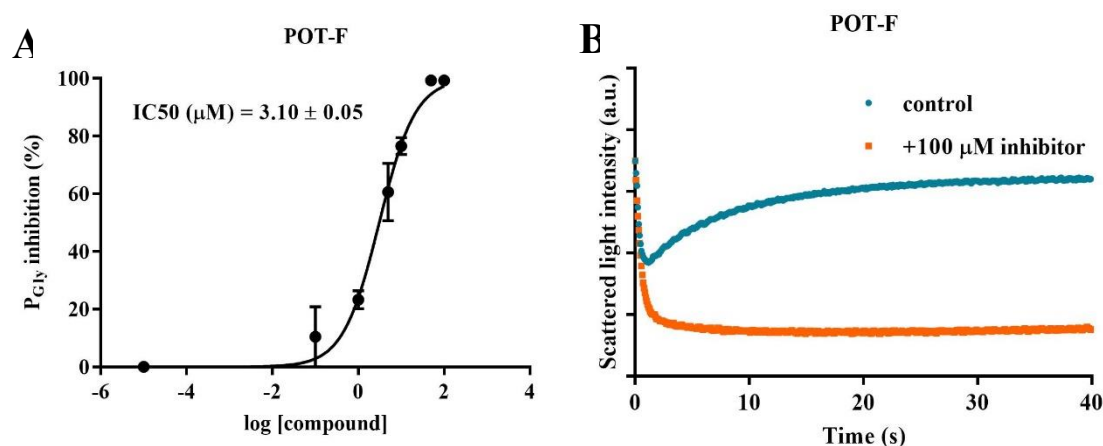 A
POT-F
IC50 (μM) = 3.10 ± 0.05
P_Gly inhibition (%)
100
80
60
40
20
0
-6 -4 -2 0 2 4
log [compound]
B
POT-F
control
+100 μM inhibitor
Scattered light intensity (a.u.)
0 10 20 30 40
Time (s)